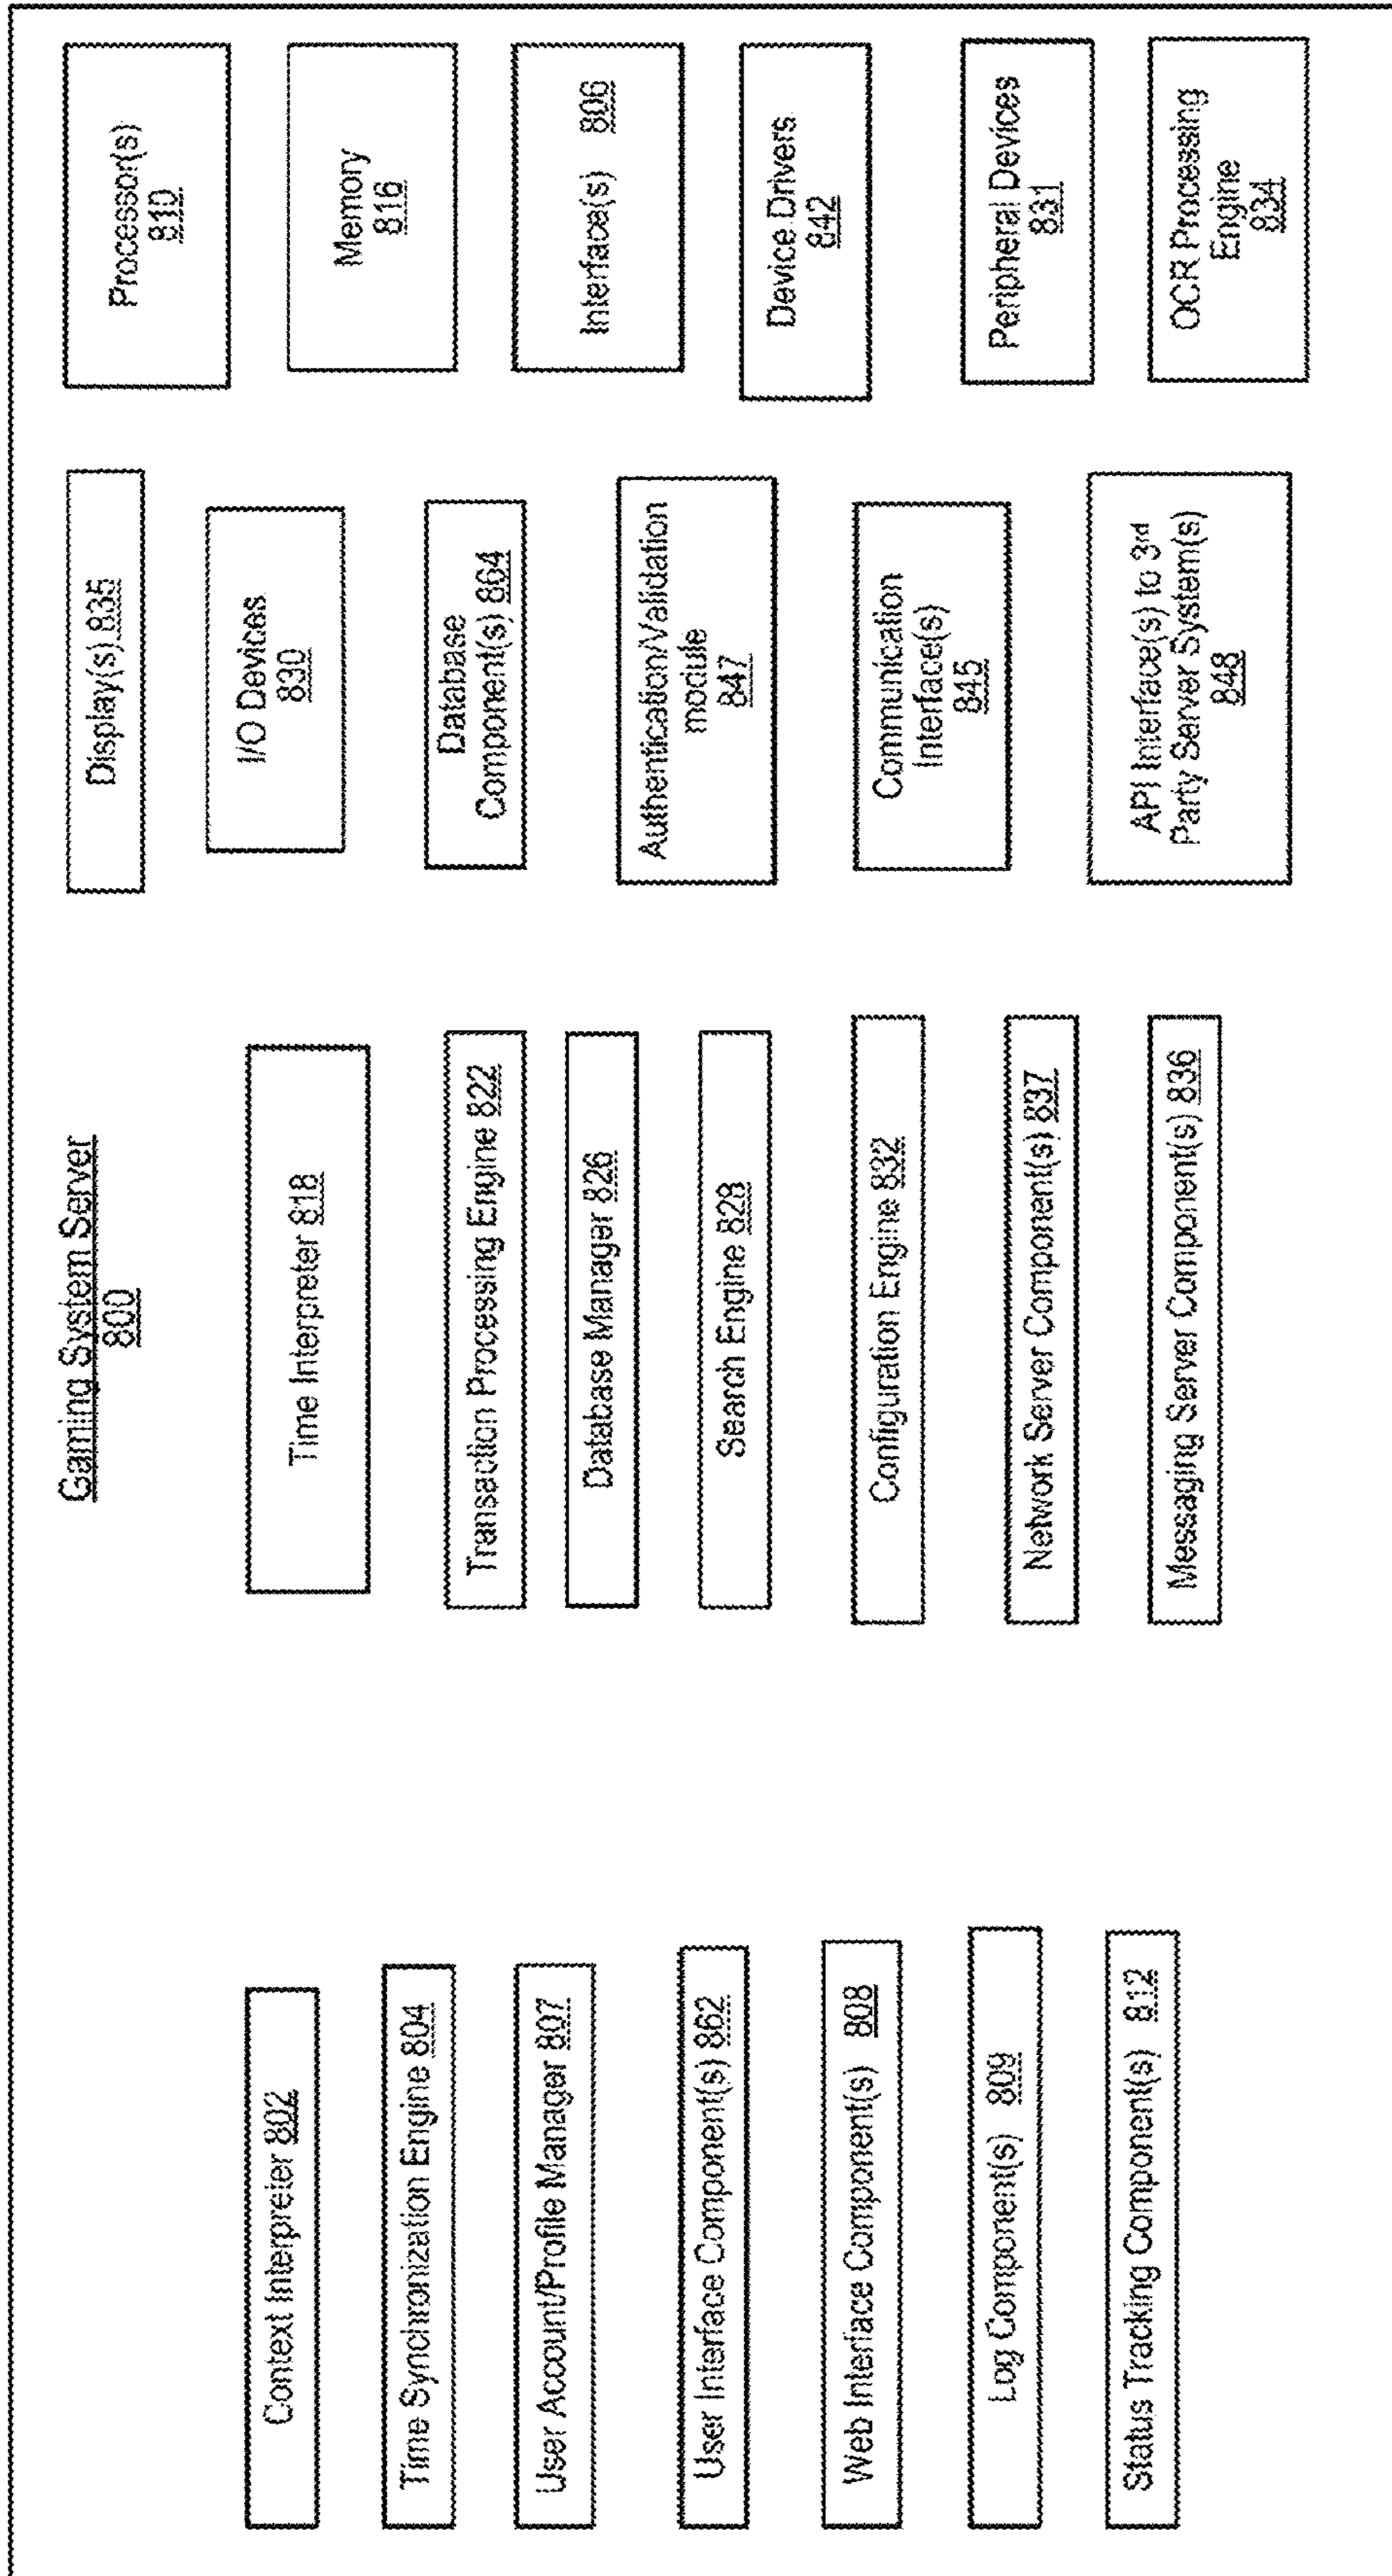 Gaming System Server
800
Context Interpreter 802
Time Synchronization Engine 804
User Account/Profile Manager 807
User Interface Component(s) 862
Web Interface Component(s) 808
Log Component(s) 809
Status Tracking Component(s) 812
Time Interpreter 818
Transaction Processing Engine 822
Database Manager 826
Search Engine 828
Configuration Engine 832
Network Server Component(s) 837
Messaging Server Component(s) 836
Display(s) 835
I/O Devices
830
Database
Component(s) 864
Authentication/Validation
module
847
Communication
Interface(s)
845
API Interface(s) to 3rd
Party Server System(s)
848
Processor(s)
810
Memory
816
Interface(s) 806
Device Drivers
842
Peripheral Devices
831
OCR Processing
Engine
834